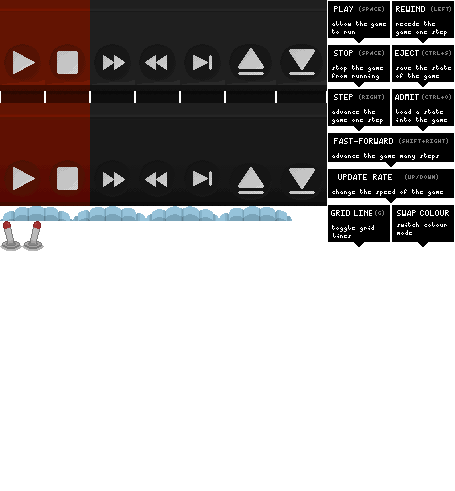 PLAY (SPACE)
allow the game
to run
REWIND (LEFT)
recede the
game one step
STOP (SPACE)
stop the game
from running
EJECT (CTRL+S)
save the state
of the game
STEP (RIGHT)
advance the
game one step
ADMIT (CTRL+O)
load a state
into the game
FAST-FORWARD (SHIFT+RIGHT)
advance the game many steps
UPDATE RATE (UP/DOWN)
change the speed of the game
GRID LINE (G)
toggle grid
lines
SWAP COLOUR
switch colour
mode